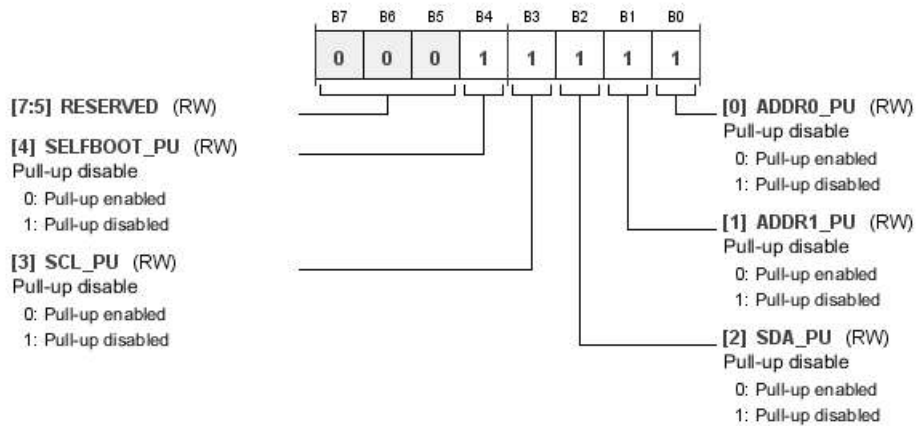 B7 B6 B5 B4 B3 B2 B1 B0
0 0 0 1 1 1 1 1
[7:5] RESERVED (RW)
[4] SELFBOOT_PU (RW)
Pull-up disable
0: Pull-up enabled
1: Pull-up disabled
[3] SCL_PU (RW)
Pull-up disable
0: Pull-up enabled
1: Pull-up disabled
[0] ADDR0_PU (RW)
Pull-up disable
0: Pull-up enabled
1: Pull-up disabled
[1] ADDR1_PU (RW)
Pull-up disable
0: Pull-up enabled
1: Pull-up disabled
[2] SDA_PU (RW)
Pull-up disable
0: Pull-up enabled
1: Pull-up disabled